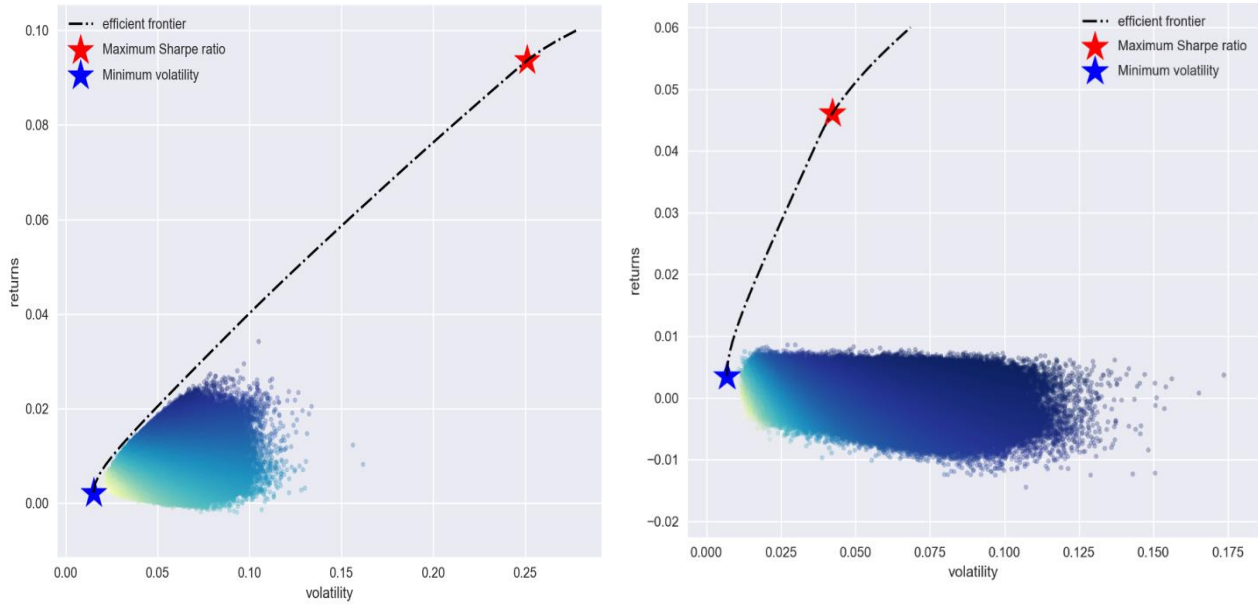 efficient frontier
Maximum Sharpe ratio
Minimum volatility
0.10
0.08
0.06
0.04
0.02
0.00
returns
0.00
0.05
0.10
0.15
0.20
0.25
volatility
efficient frontier
Maximum Sharpe ratio
Minimum volatility
0.06
0.05
0.04
0.03
0.02
0.01
0.00
−0.01
−0.02
returns
0.000
0.025
0.050
0.075
0.100
0.125
0.150
0.175
volatility